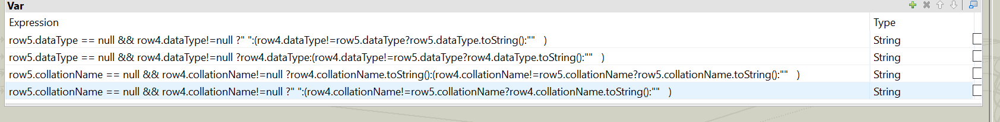 Var
Expression Type
row5.dataType == null && row4.dataType!=null ?" ":(row4.dataType!=row5.dataType?row5.dataType.toString():""   ) String
row5.dataType == null && row4.dataType!=null ?row4.dataType:(row4.dataType!=row5.dataType?row4.dataType.toString():""   ) String
row5.collationName == null && row4.collationName!=null ?row4.collationName.toString():(row4.collationName!=row5.collationName?row5.collationName.toString():""   ) String
row5.collationName == null && row4.collationName!=null ?" ":(row4.collationName!=row5.collationName?row4.collationName.toString():""   ) String